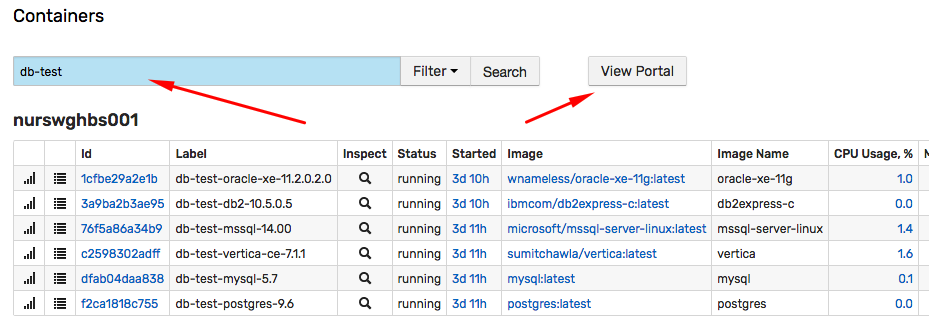 Containers
db-test Filter Search View Portal
nurswghbs001
Id Label Inspect Status Started Image Image Name CPU Usage, %
1cfbe29a2e1b db-test-oracle-xe-11.2.0.2.0 running 3d 10h wnameless/oracle-xe-11g:latest oracle-xe-11g 1.0
3a9ba2b3ae95 db-test-db2-10.5.0.5 running 3d 10h ibmcom/db2express-c:latest db2express-c 0.0
76f5a86a34b9 db-test-mssql-14.00 running 3d 11h microsoft/mssql-server-linux:latest mssql-server-linux 1.4
c2598302adff db-test-vertica-ce-7.1.1 running 3d 11h sumitchawla/vertica:latest vertica 1.6
dfab04daa838 db-test-mysql-5.7 running 3d 11h mysql:latest mysql 0.1
f2ca1818c755 db-test-postgres-9.6 running 3d 11h postgres:latest postgres 0.0